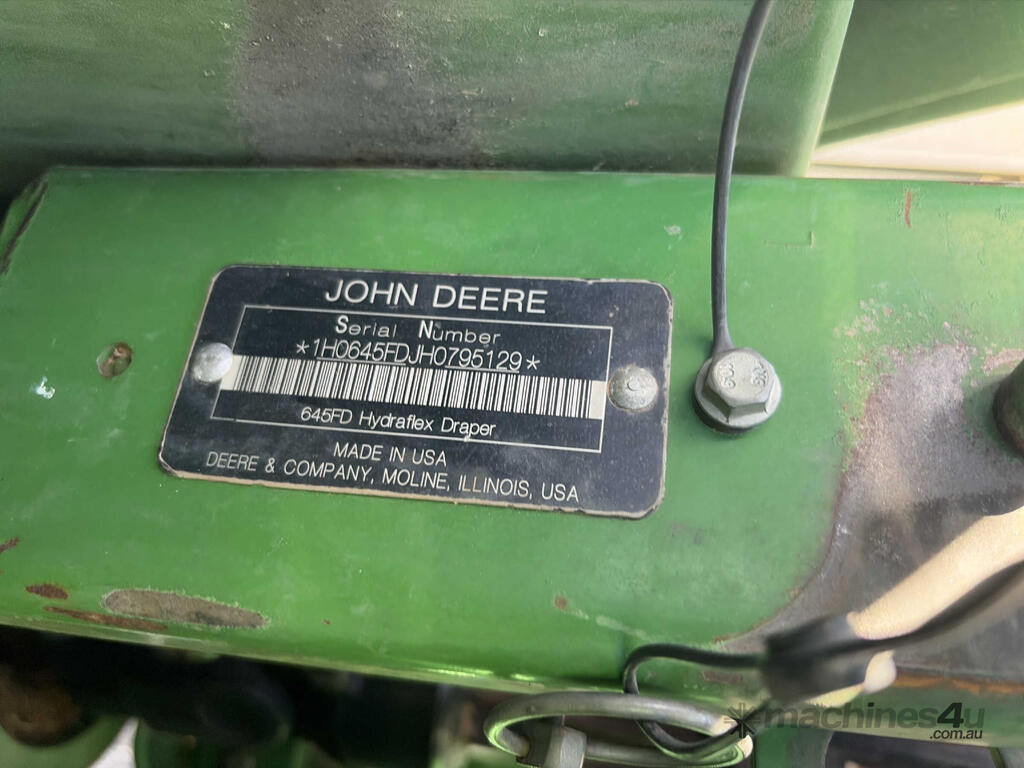 JOHN DEERE
Serial Number
*1H0645FDJH0795129*
645FD Hydraflex Draper
MADE IN USA
DEERE & COMPANY, MOLINE, ILLINOIS, USA
machines4u
.com.au